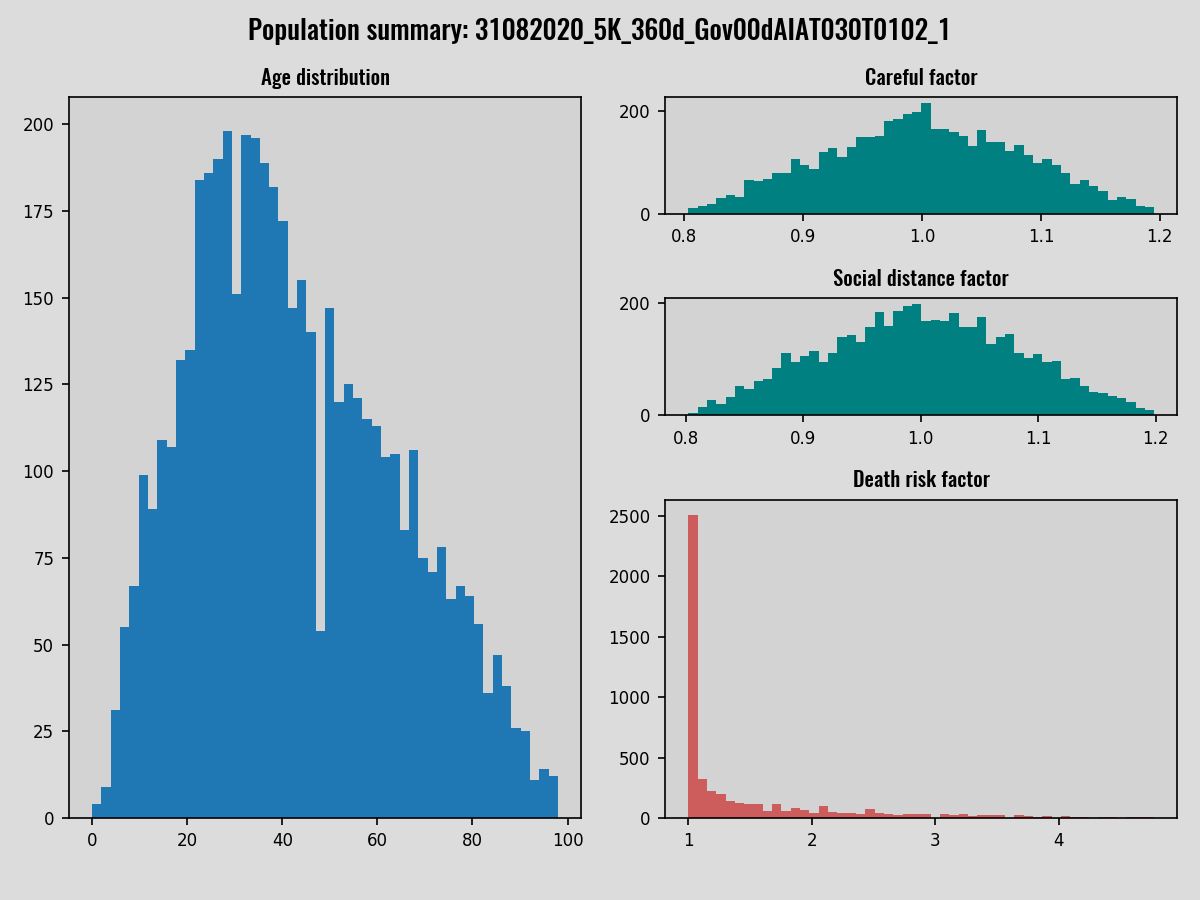 Population summary: 31082020_5K_360d_Gov00dAIAT030T0102_1
Age distribution
200
175
150
125
100
75
50
25
0
0 20 40 60 80 100
Careful factor
200
0
0.8 0.9 1.0 1.1 1.2
Social distance factor
200
0
0.8 0.9 1.0 1.1 1.2
Death risk factor
2500
2000
1500
1000
500
0
1 2 3 4